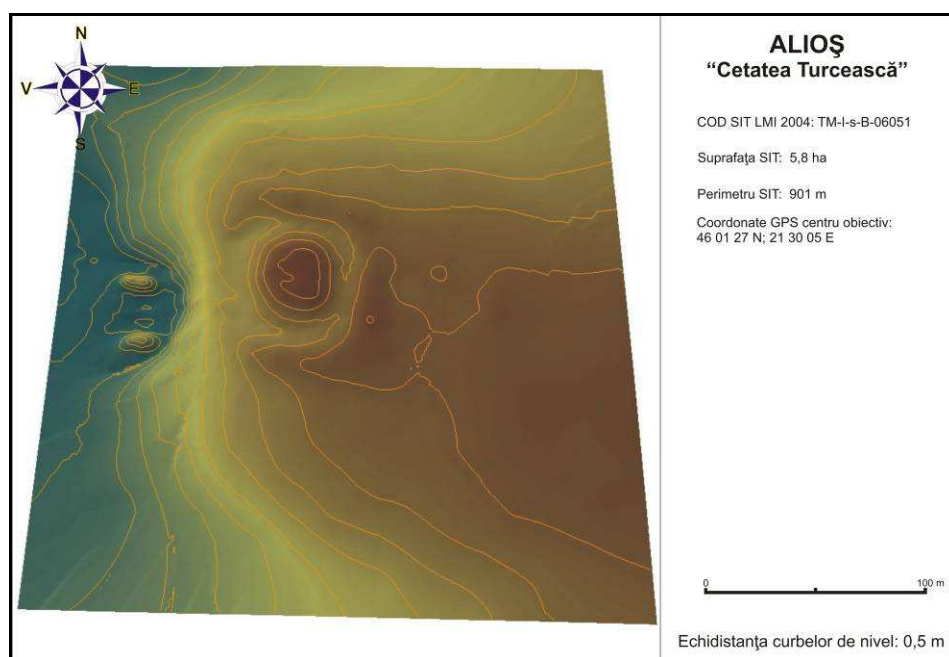 N
V E
S
ALIOŞ
“Cetatea Turcească”
COD SIT LMI 2004: TM-I-s-B-06051
Suprafaţa SIT: 5,8 ha
Perimetru SIT: 901 m
Coordonate GPS centru obiectiv:
46 01 27 N; 21 30 05 E
0 100 m
Echidistanţa curbelor de nivel: 0,5 m